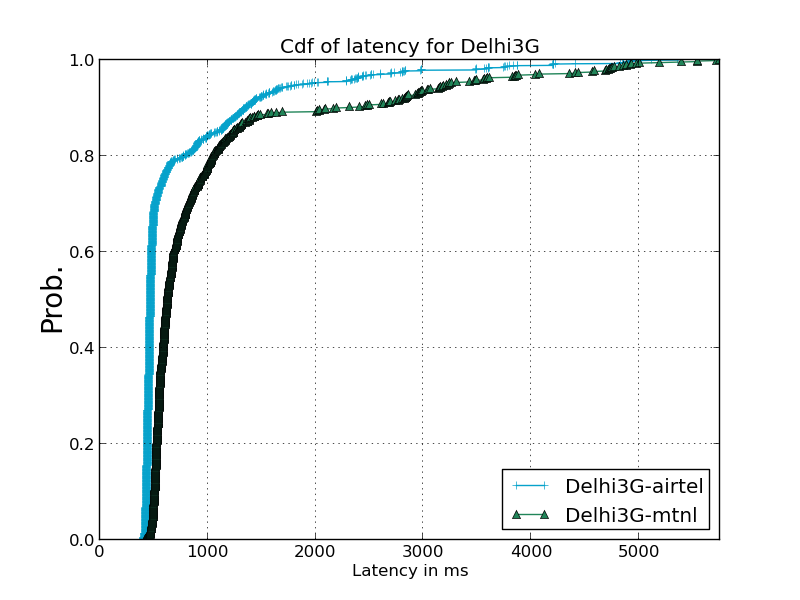 Cdf of latency for Delhi3G
Prob.
1.0
0.8
0.6
0.4
0.2
0.0
0 1000 2000 3000 4000 5000
Latency in ms
Delhi3G-airtel
Delhi3G-mtnl